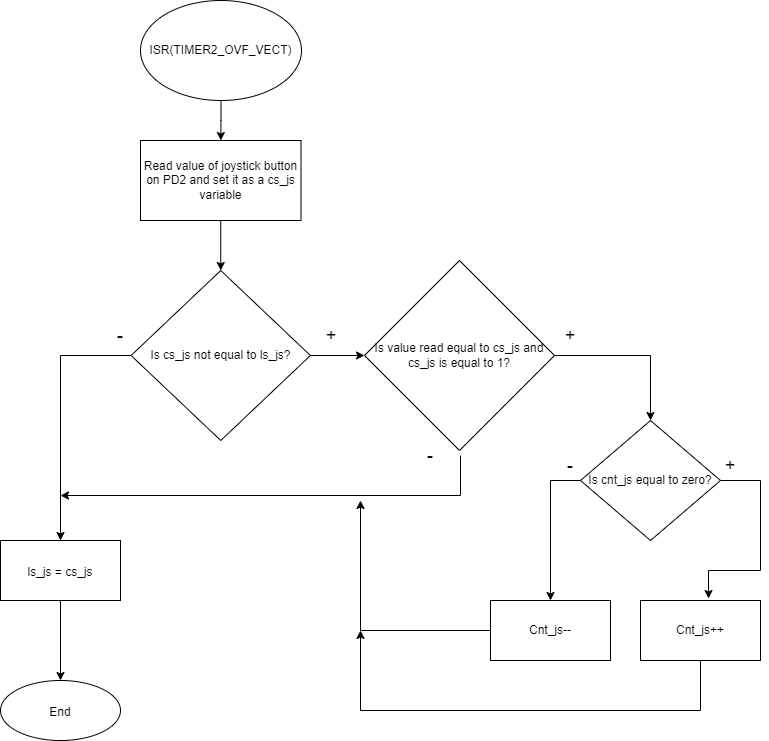 ISR(TIMER2_OVF_VECT)
Read value of joystick button
on PD2 and set it as a cs_js
variable
-
+
Is cs_js not equal to ls_js?
+
Is value read equal to cs_js and
cs_js is equal to 1?
-
-
+
Is cnt_js equal to zero?
ls_js = cs_js
Cnt_js--
Cnt_js++
End